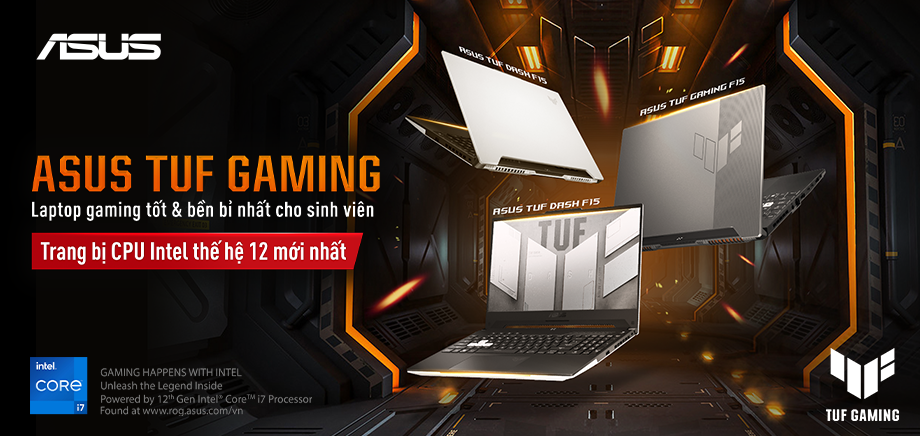 ASUS
ASUS TUF DASH F15
ASUS TUF GAMING F15
ASUS TUF GAMING
Laptop gaming tốt & bền bỉ nhất cho sinh viên
ASUS TUF DASH F15
TUF
Trang bị CPU Intel thế hệ 12 mới nhất
intel
CORE
i7
GAMING HAPPENS WITH INTEL
Unleash the Legend Inside
Powered by 12th Gen Intel® Core™ i7 Processor
Found at www.rog.asus.com/vn
TUF GAMING